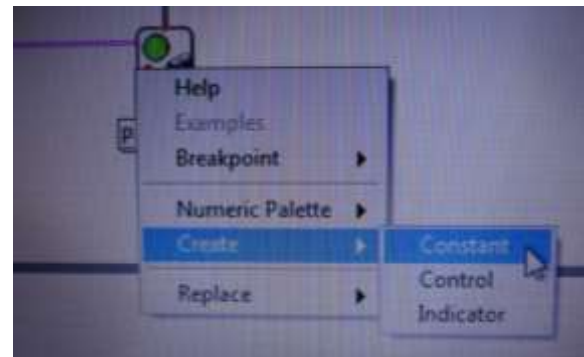 P
Help
Examples
Breakpoint
Numeric Palette
Create
Replace
Constant
Control
Indicator